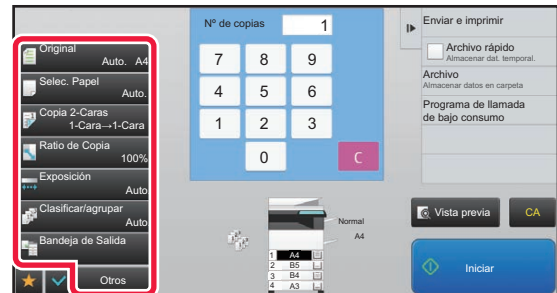 Original
Auto. A4
Selec. Papel
Auto.
Copia 2-Caras
1-Cara→1-Cara
Ratio de Copia
100%
Exposición
Auto
Clasificar/agrupar
Auto
Bandeja de Salida
Otros
Nº de copias 1
7 8 9
4 5 6
1 2 3
0 C
Normal
A4
1 A4
2 B5
3 B4
4 A3
Enviar e imprimir
Archivo rápido
Almacenar dat. temporal.
Archivo
Almacenar datos en carpeta
Programa de llamada
de bajo consumo
Vista previa
CA
Iniciar